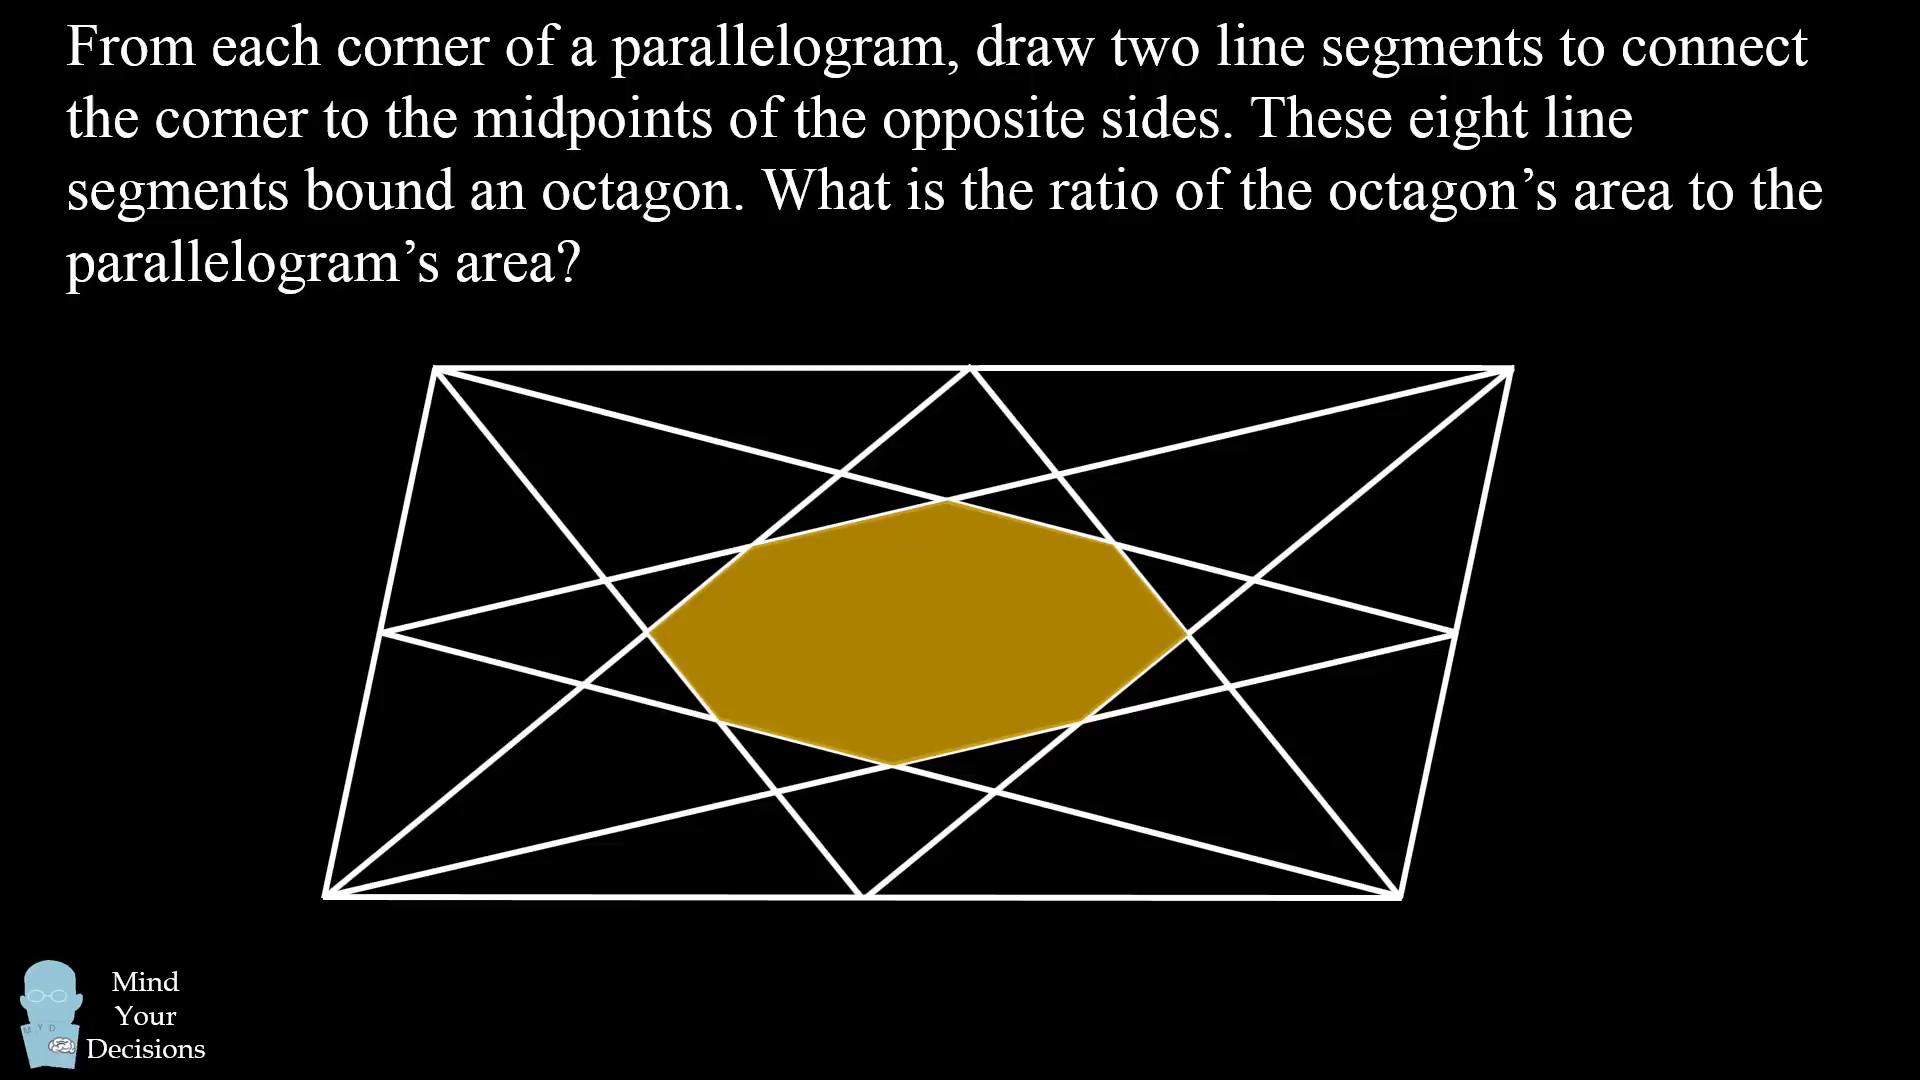 From each corner of a parallelogram, draw two line segments to connect
the corner to the midpoints of the opposite sides. These eight line
segments bound an octagon. What is the ratio of the octagon’s area to the
parallelogram’s area?
M Y D
Mind
Your
Decisions